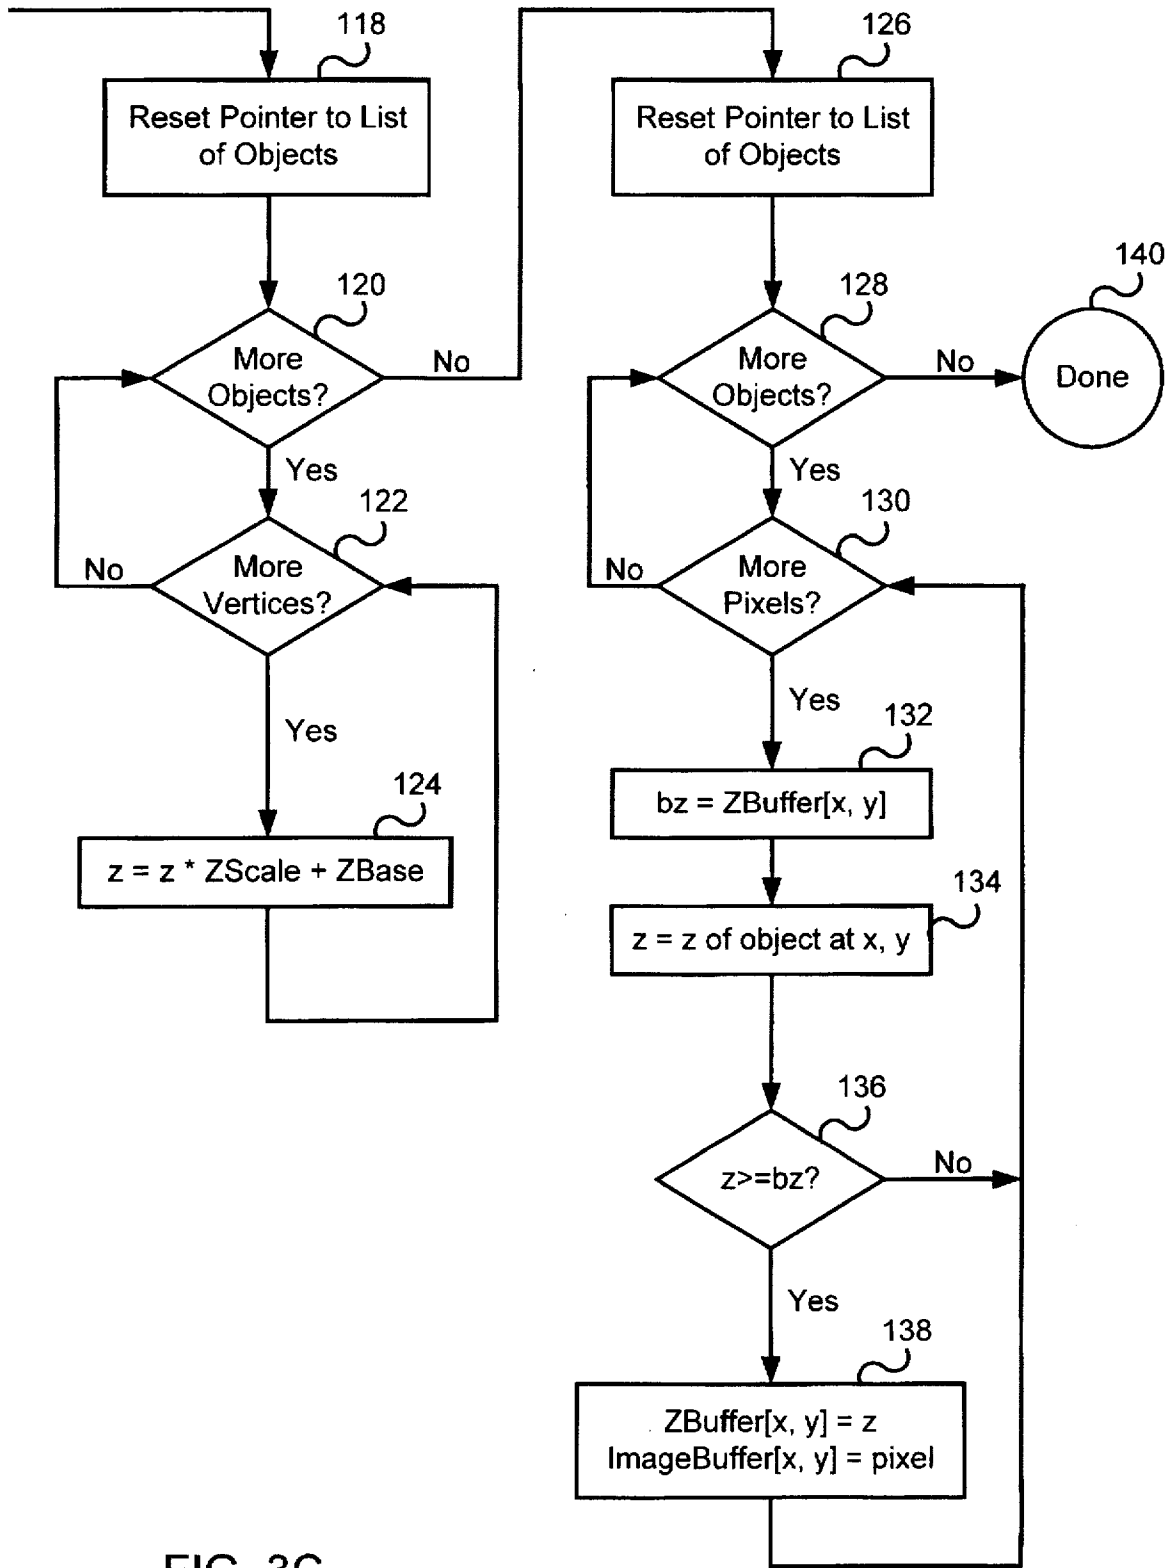 118
Reset Pointer to List
of Objects
120
More
Objects?
No
Yes
122
More
Vertices?
No
Yes
124
z = z * ZScale + ZBase
126
Reset Pointer to List
of Objects
128
More
Objects?
No
140
Done
Yes
130
More
Pixels?
No
Yes
132
bz = ZBuffer[x, y]
134
z = z of object at x, y
136
z>=bz?
No
Yes
138
ZBuffer[x, y] = z
ImageBuffer[x, y] = pixel
FIG. 3C